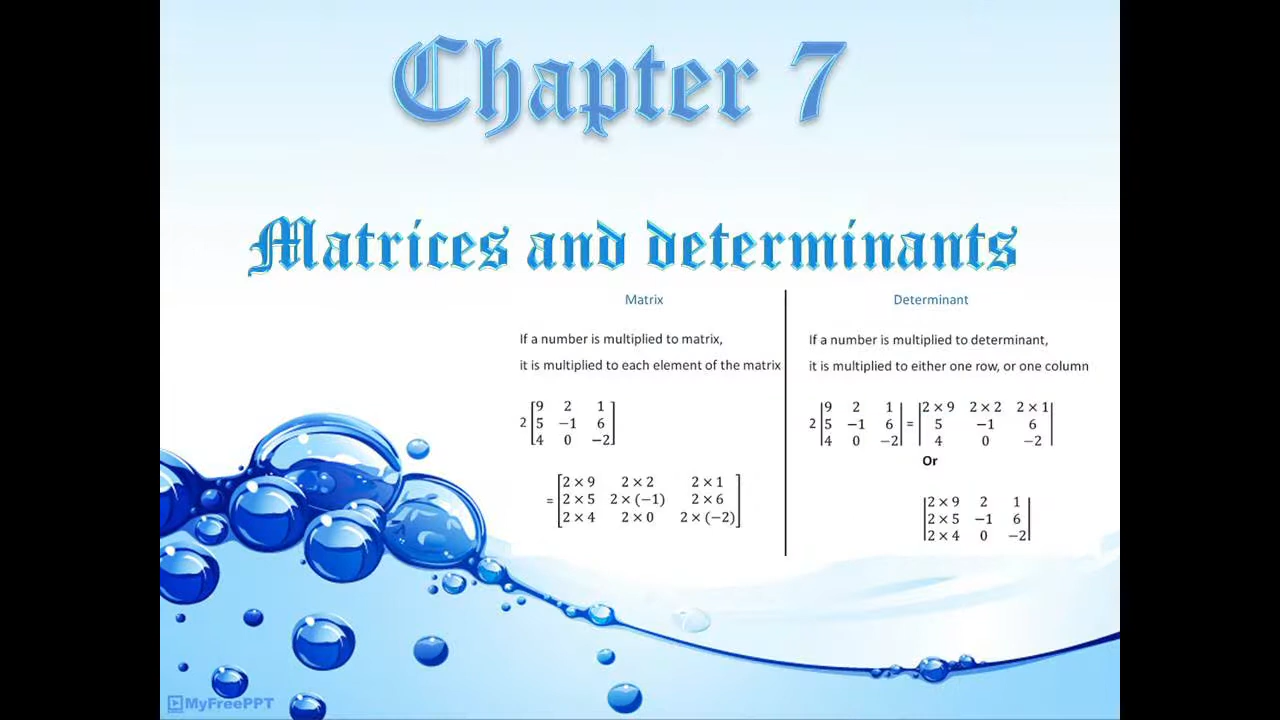 Chapter 7
Matrices and determinants
Matrix
If a number is multiplied to matrix,
it is multiplied to each element of the matrix
2 [9 2 1
5 −1 6
4 0 −2]
= [2 × 9 2 × 2 2 × 1
2 × 5 2 × (−1) 2 × 6
2 × 4 2 × 0 2 × (−2)]
Determinant
If a number is multiplied to determinant,
it is multiplied to either one row, or one column
2 |9 2 1| = |2 × 9 2 × 2 2 × 1|
|5 −1 6| |5 −1 6|
|4 0 −2| |4 0 −2|
Or
|2 × 9 2 1|
|2 × 5 −1 6|
|2 × 4 0 −2|
MyFreePPT